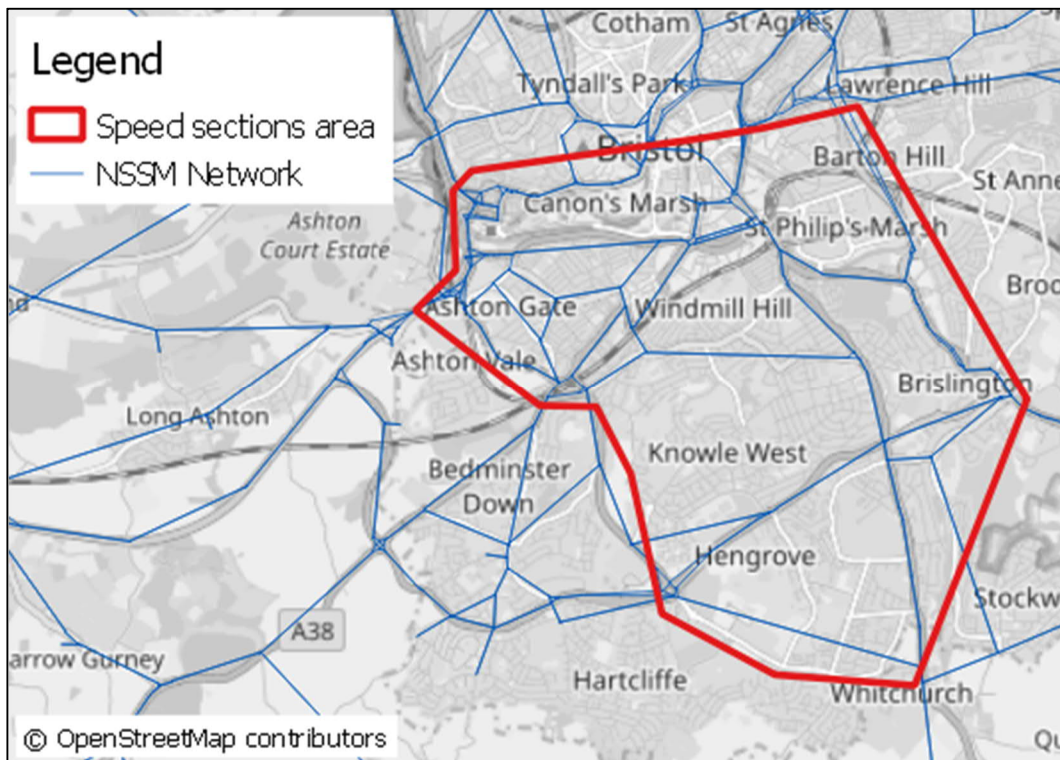 Legend
Speed sections area
NSSM Network
Cotham
St Agnes
Tyndall's Park
Lawrence Hill
Bristol
Barton Hill
St Anne
Canon's Marsh
Ashton
Court Estate
St Philip's Marsh
Ashton Gate
Windmill Hill
Ashton Vale
Brislington
Long Ashton
Knowle West
Bedminster
Down
Hengrove
Stockw
A38
arrow Gurney
Hartcliffe
Whitchurch
© OpenStreetMap contributors